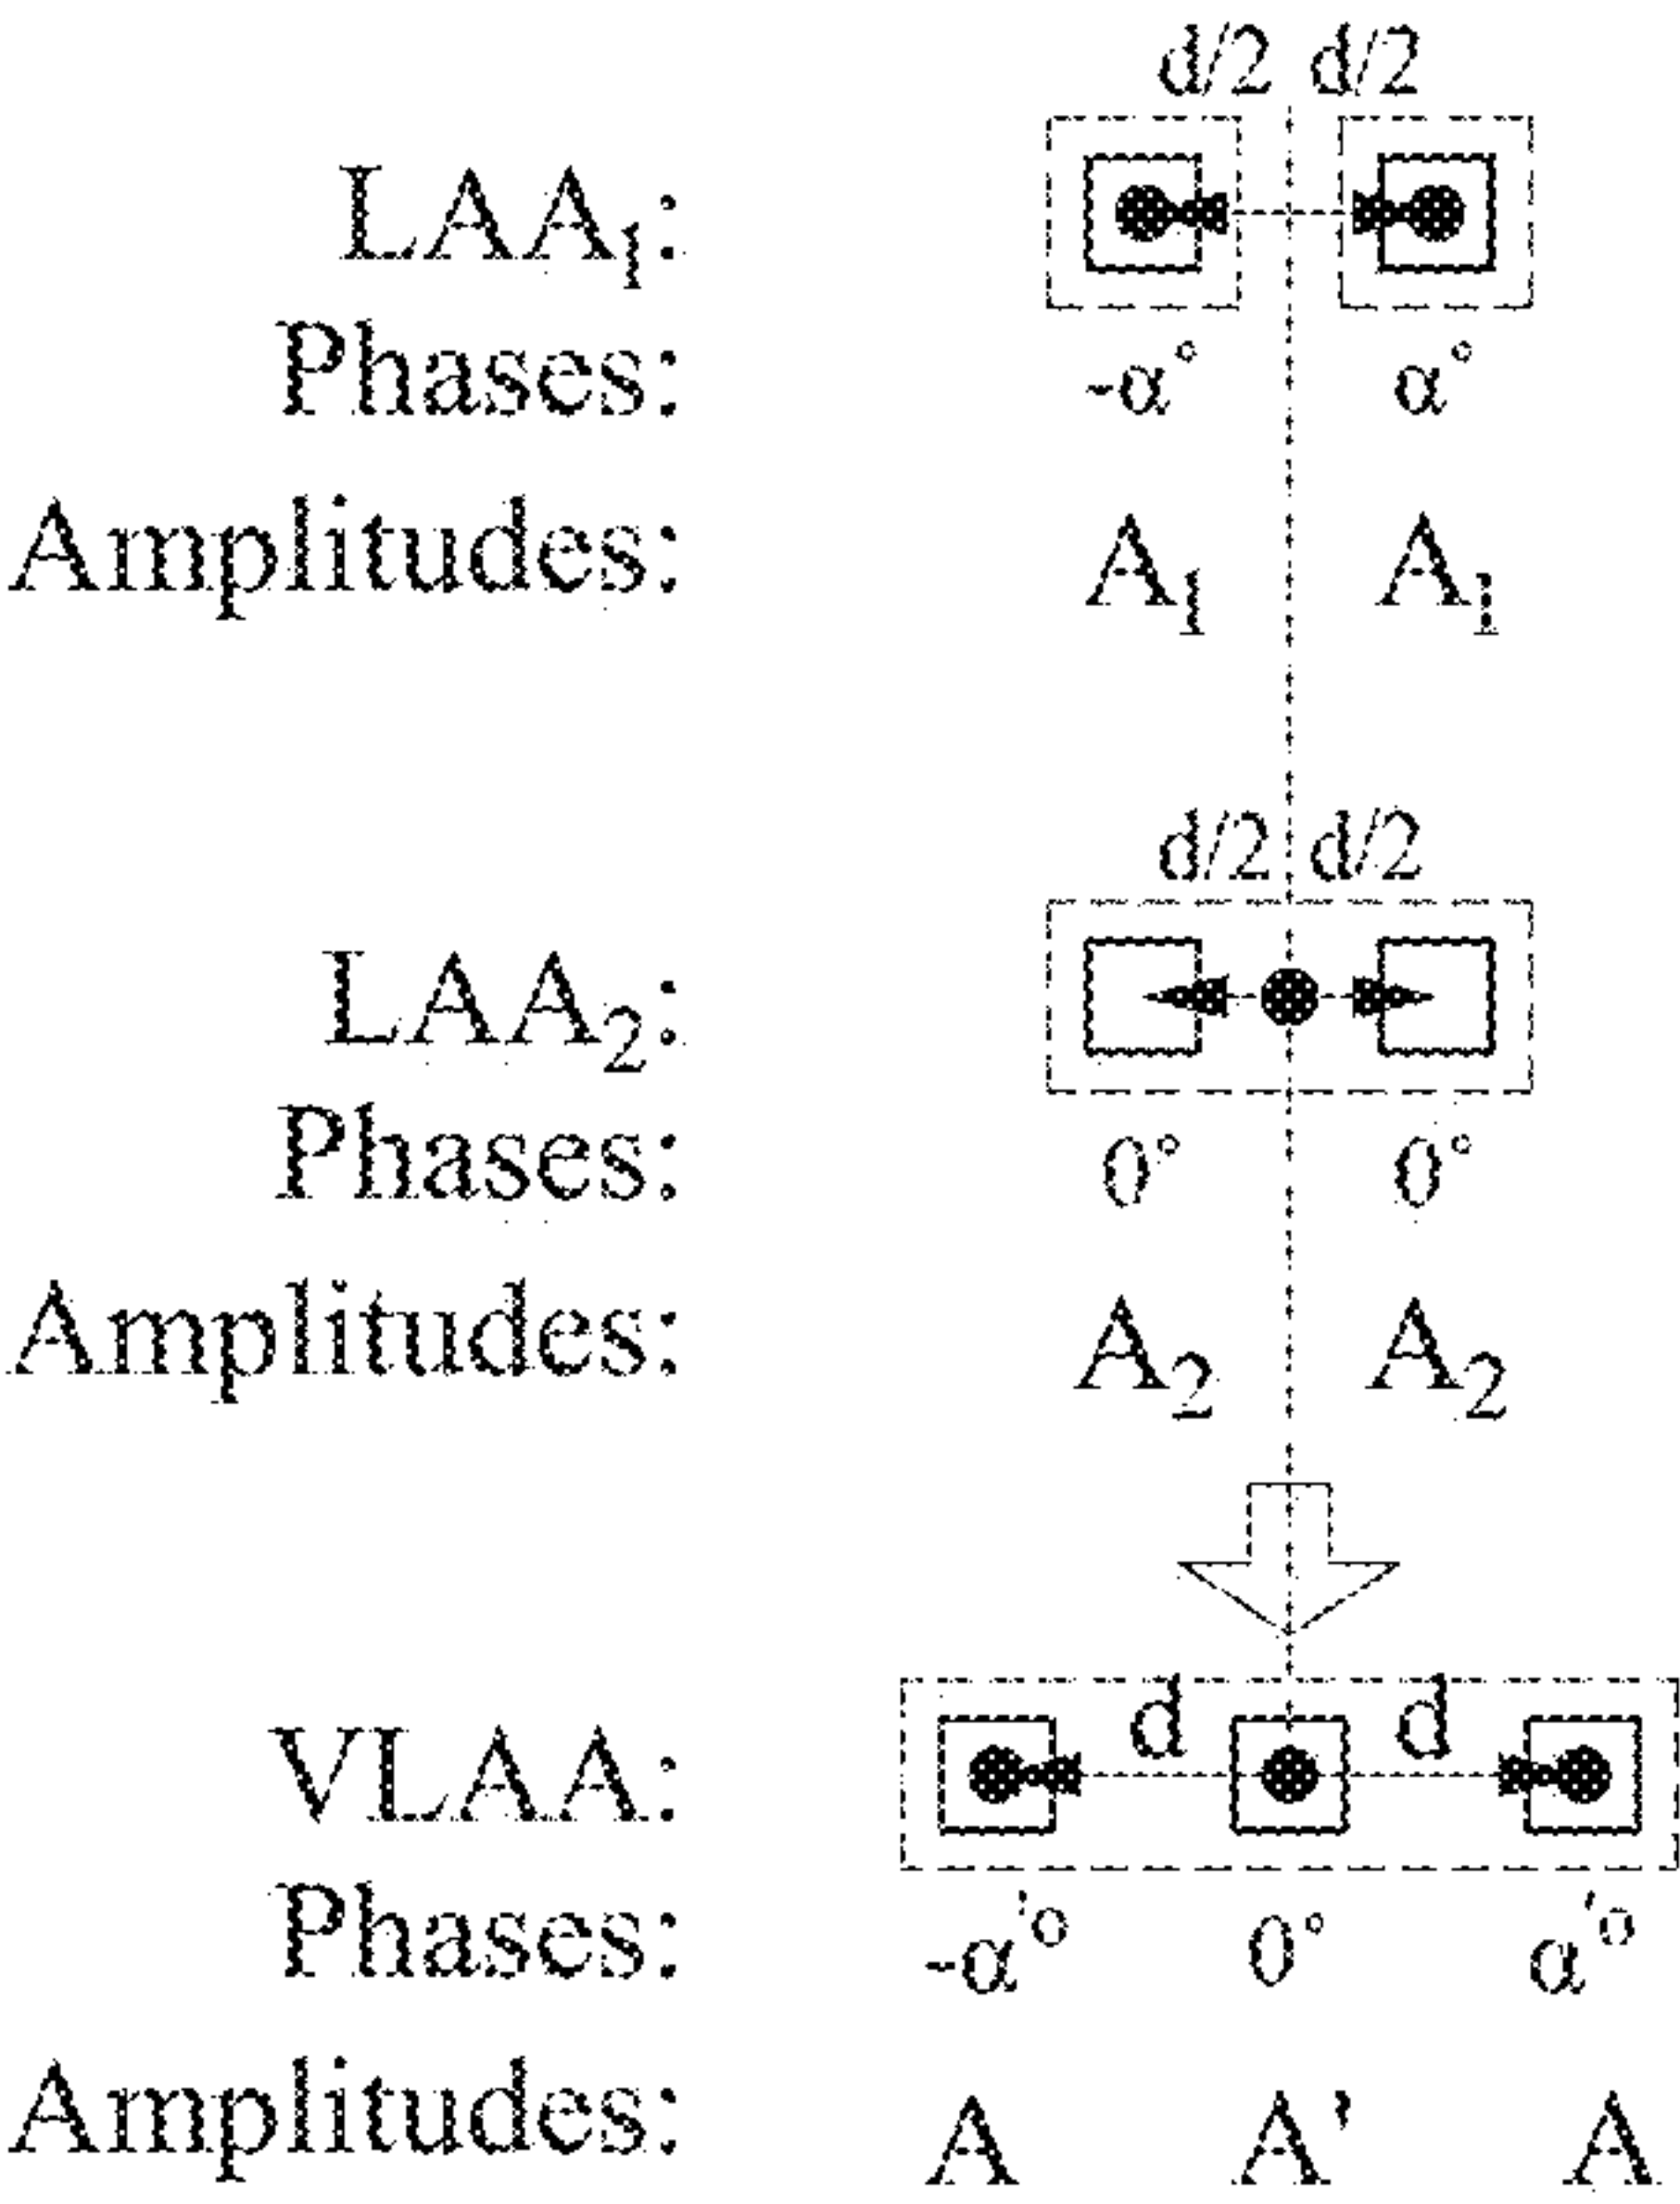 d/2 d/2
LAA₁:
Phases: -α° α°
Amplitudes: A₁ A₁
d/2 d/2
LAA₂:
Phases: 0° 0°
Amplitudes: A₂ A₂
VLAA: d d
Phases: -α'° 0° α'°
Amplitudes: A A' A